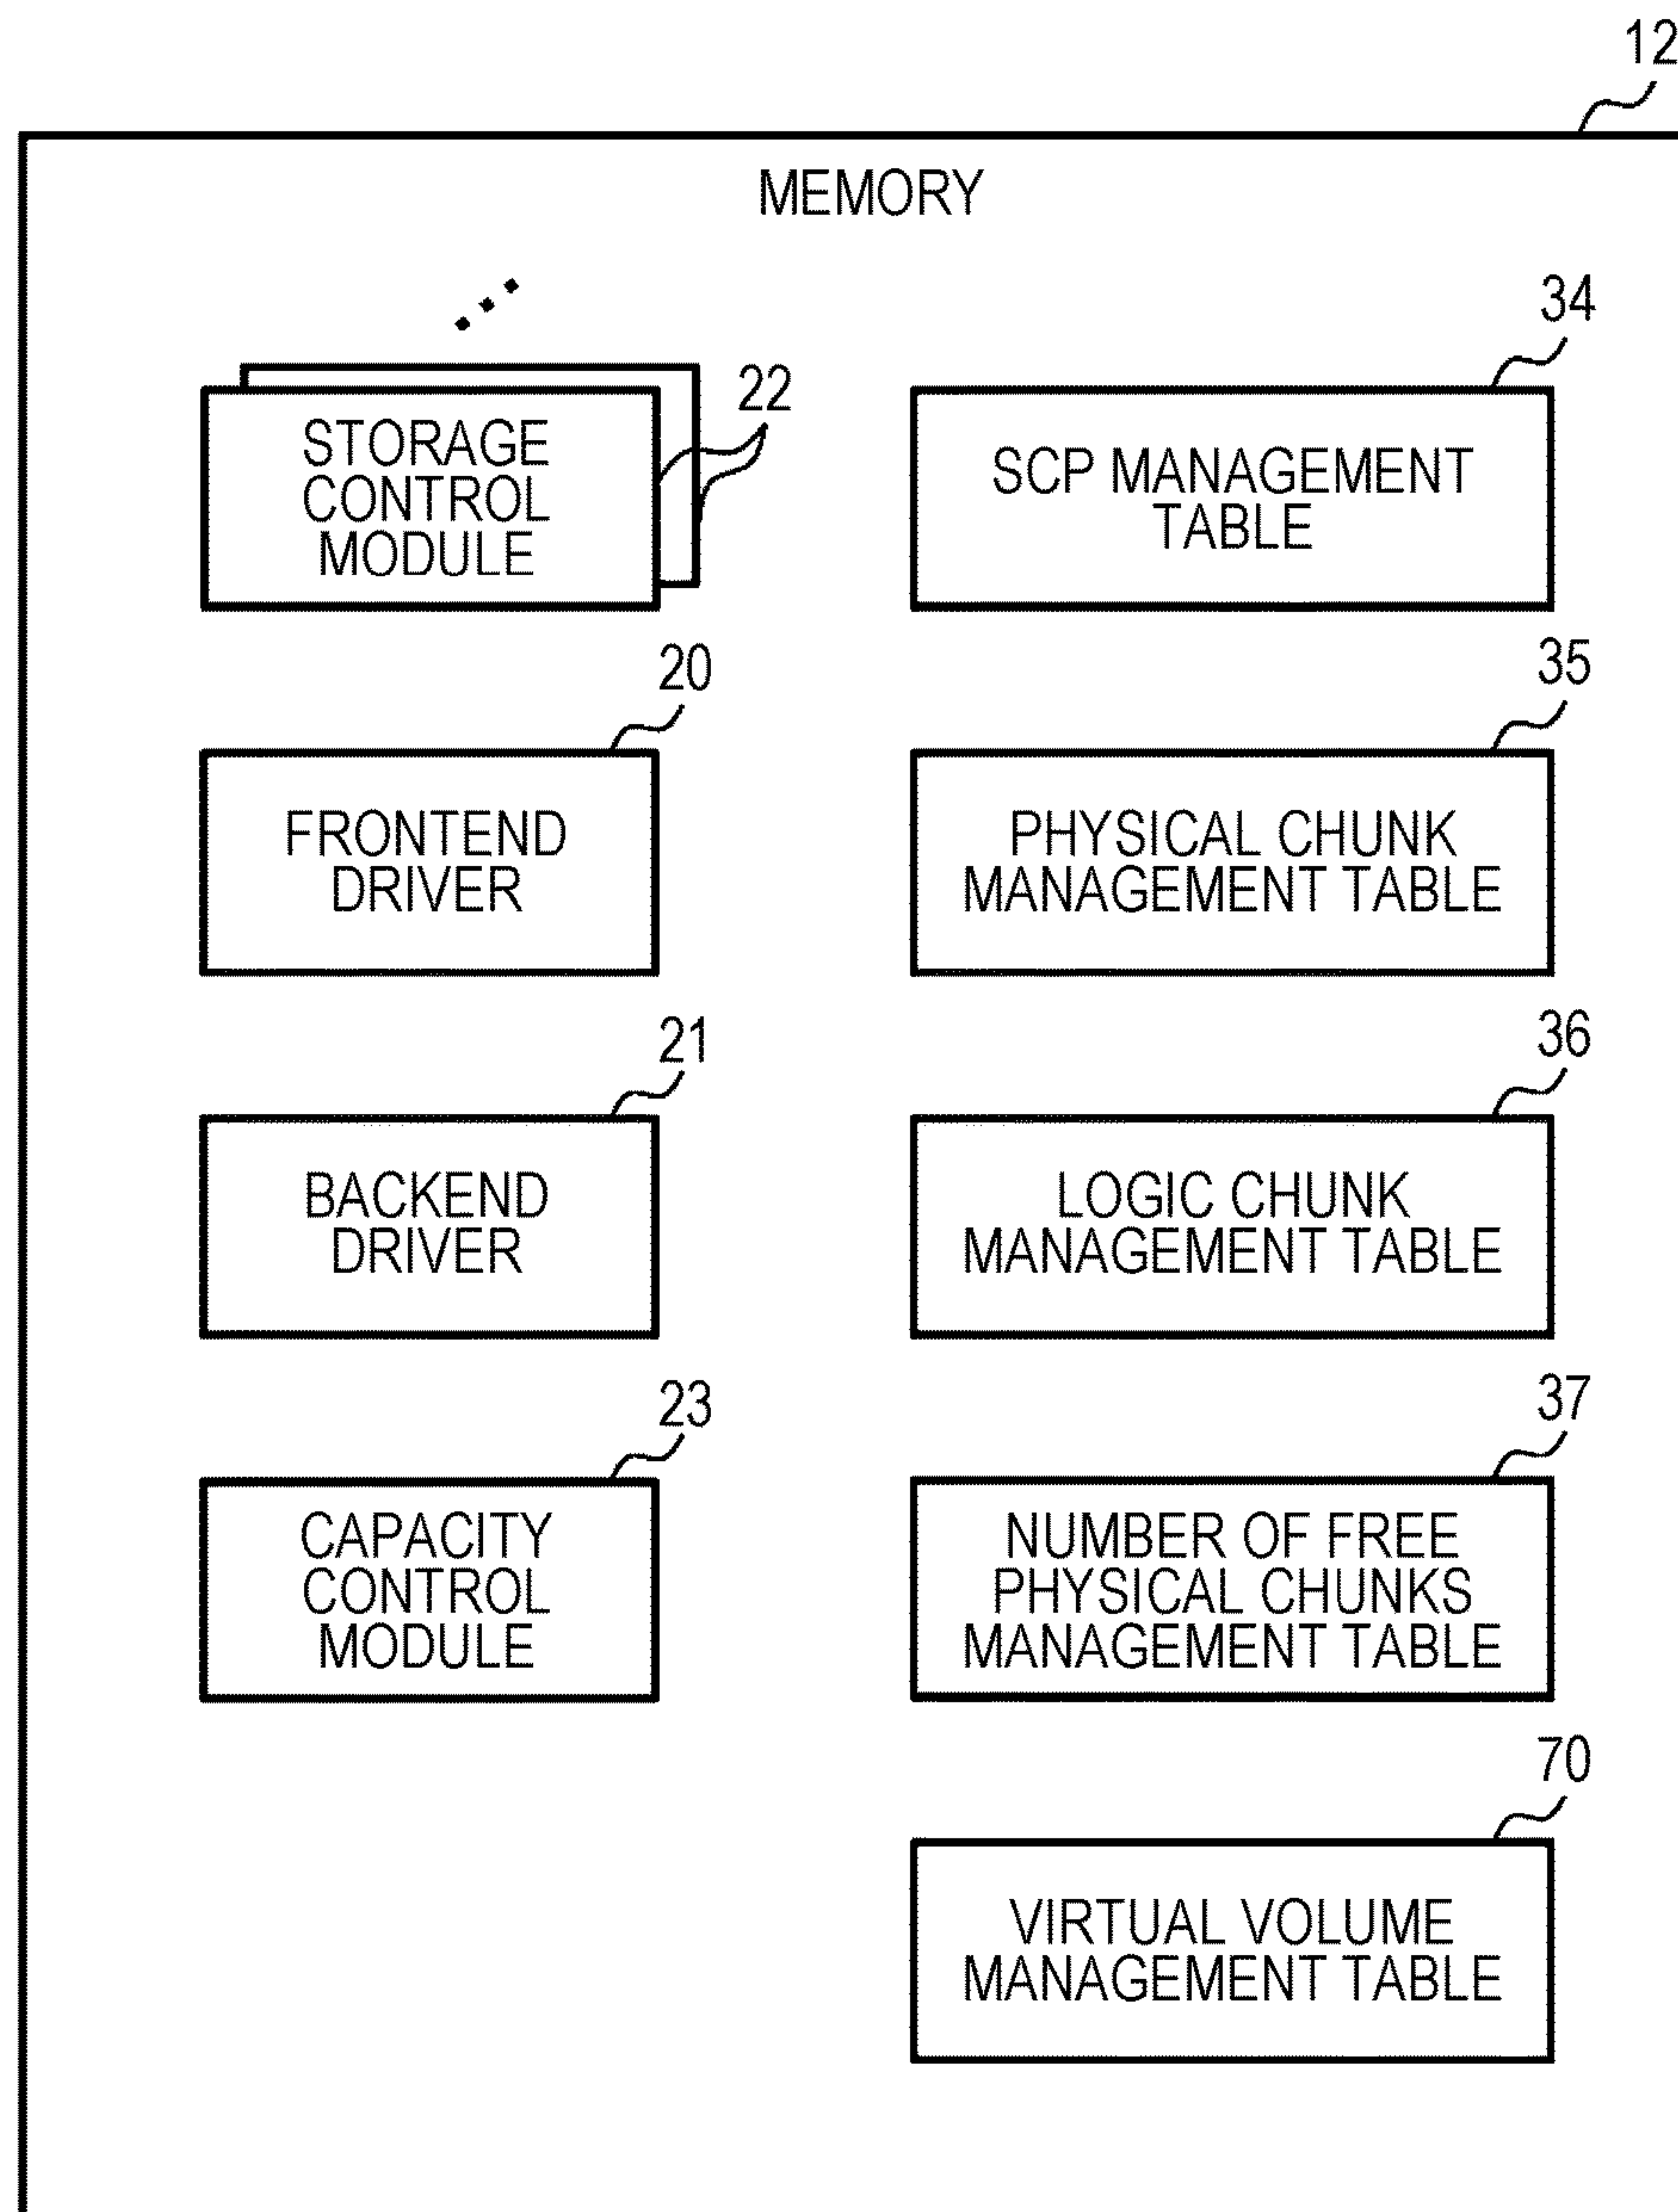 12
MEMORY
34
22
STORAGE
CONTROL
MODULE
SCP MANAGEMENT
TABLE
20
35
FRONTEND
DRIVER
PHYSICAL CHUNK
MANAGEMENT TABLE
21
36
BACKEND
DRIVER
LOGIC CHUNK
MANAGEMENT TABLE
23
37
CAPACITY
CONTROL
MODULE
NUMBER OF FREE
PHYSICAL CHUNKS
MANAGEMENT TABLE
70
VIRTUAL VOLUME
MANAGEMENT TABLE